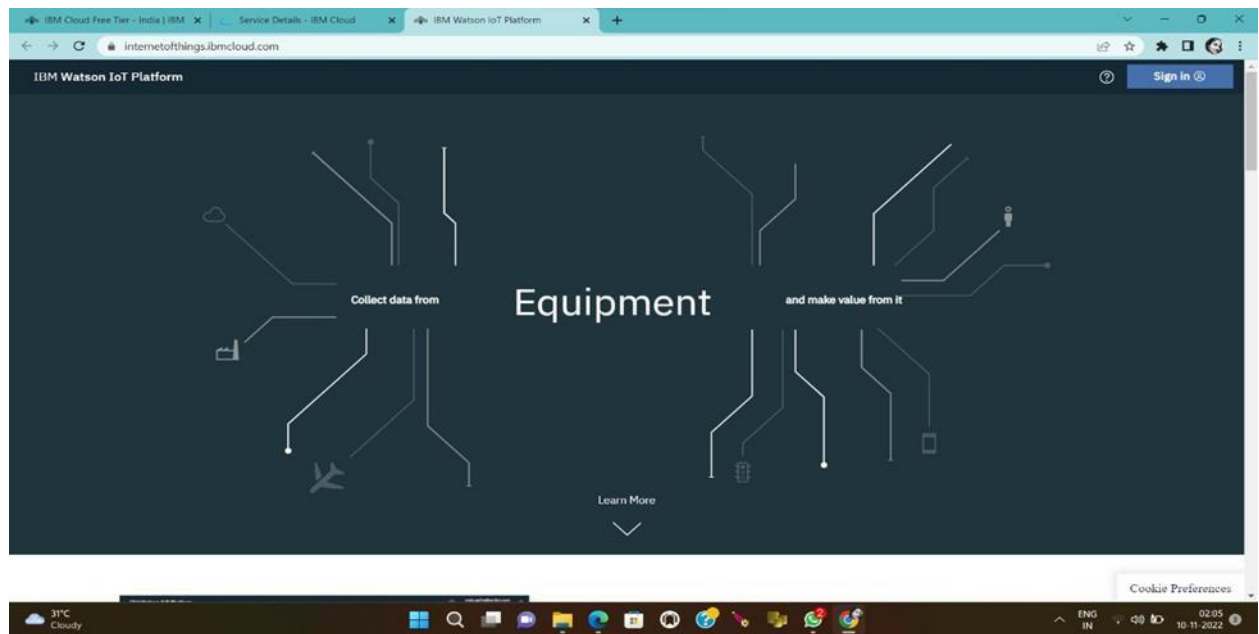 IBM Cloud Free Tier - India | IBM
Service Details - IBM Cloud
IBM Watson IoT Platform
internetofthings.ibmcloud.com
IBM Watson IoT Platform
Sign in
Collect data from
Equipment
and make value from it
Learn More
Cookie Preferences
31°C
Cloudy
ENG
IN
02:05
10-11-2022